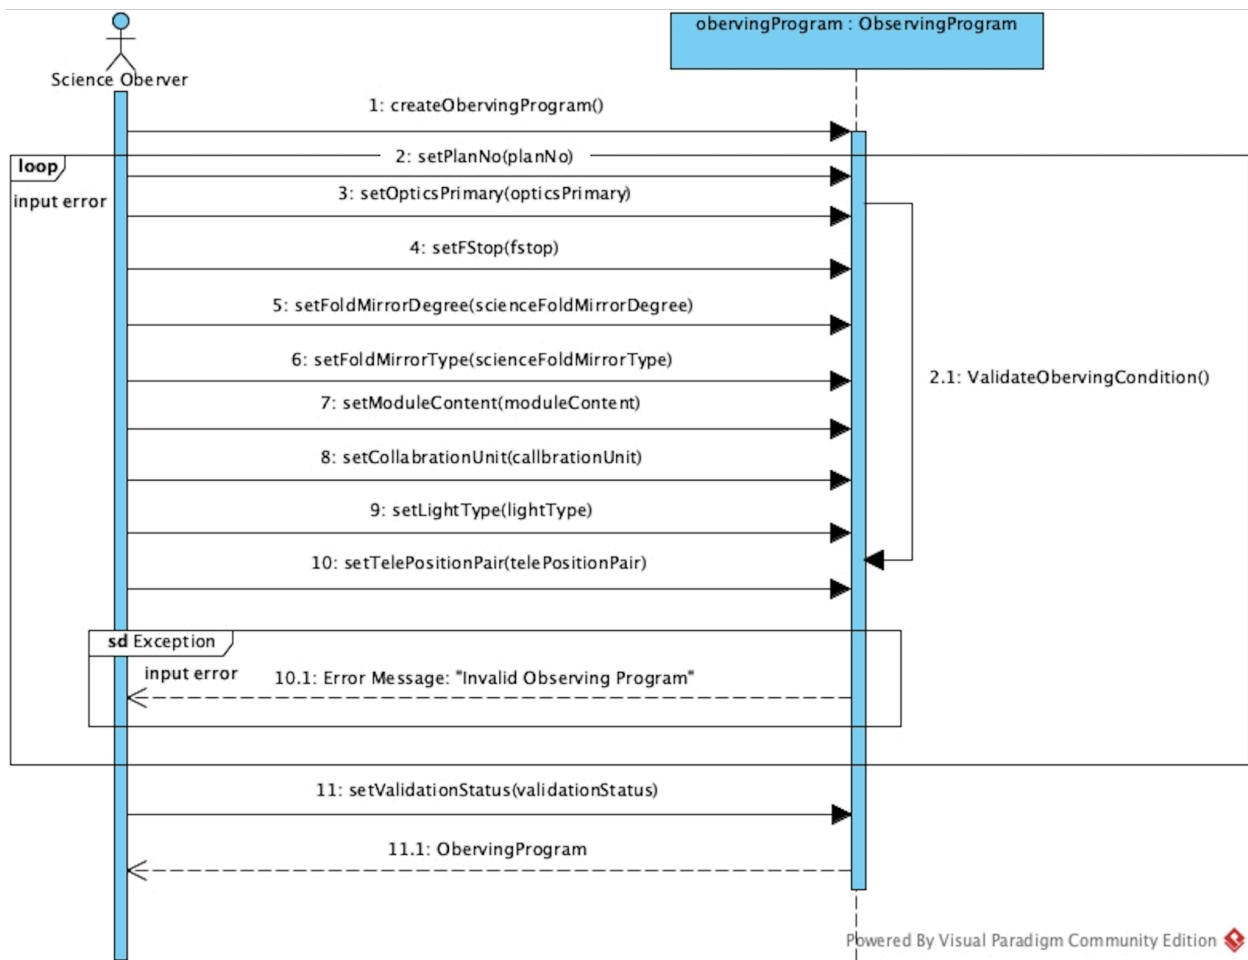 obervingProgram : ObservingProgram
Science Oberver
1: createObervingProgram()
loop
2: setPlanNo(planNo)
input error
3: setOpticsPrimary(opticsPrimary)
4: setFStop(fstop)
5: setFoldMirrorDegree(scienceFoldMirrorDegree)
6: setFoldMirrorType(scienceFoldMirrorType)
2.1: ValidateObervingCondition()
7: setModuleContent(moduleContent)
8: setCollabrationUnit(callbrationUnit)
9: setLightType(lightType)
10: setTelePositionPair(telePositionPair)
sd Exception
input error
10.1: Error Message: "Invalid Observing Program"
11: setValidationStatus(validationStatus)
11.1: ObervingProgram
Powered By Visual Paradigm Community Edition